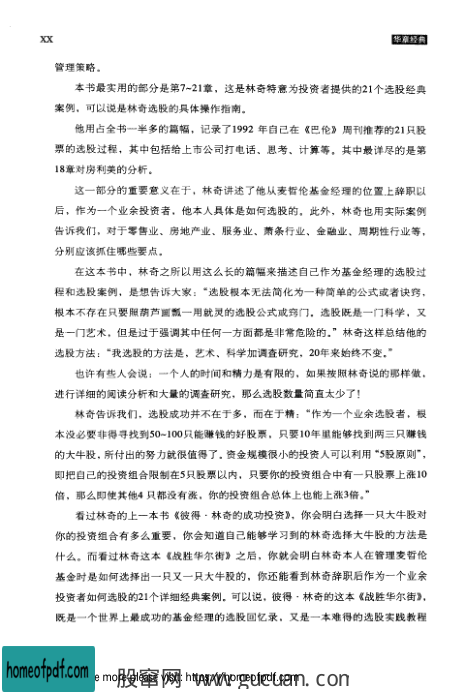 XX
华章经典
管理策略。
本书最实用的部分是第7~21章，这是林奇特意为投资者提供的21个选股经典
案例，可以说是林奇选股的具体操作指南。
他用占全书一多半的篇幅，记录了1992 年自己在《巴伦》周刊推荐的21只股
票的选股过程，其中包括给上市公司打电话、思考、计算等。其中最详尽的是第
18章对房利美的分析。
这一部分的重要意义在于，林奇讲述了他从麦哲伦基金经理的位置上辞职以
后，作为一个业余投资者，他本人具体是如何选股的。此外，林奇也用实际案例
告诉我们，对于零售业、房地产业、服务业、萧条行业、金融业、周期性行业等，
分别应该抓住哪些要点。
在这本书中，林奇之所以用这么长的篇幅来描述自己作为基金经理的选股过
程和选股案例，是想告诉大家：“选股根本无法简化为一种简单的公式或者诀窍，
根本不存在只要照葫芦画瓢一用就灵的选股公式或窍门。选股既是一门科学，又
是一门艺术，但是过于强调其中任何一方面都是非常危险的。”林奇这样总结他的
选股方法：“我选股的方法是，艺术、科学加调查研究，20年来始终不变。”
也许有些人会说：一个人的时间和精力是有限的，如果按照林奇说的那样做，
进行详细的阅读分析和大量的调查研究，那么选股数量简直太少了！
林奇告诉我们，选股成功并不在于多，而在于精：“作为一个业余选股者，根
本没必要非得寻找到50~100只能赚钱的好股票，只要10年里能够找到两三只赚钱
的大牛股，所付出的努力就很值得了。资金规模很小的投资人可以利用“5股原则”，
即把自己的投资组合限制在5只股票以内，只要你的投资组合中有一只股票上涨10
倍，那么即使其他4 只都没有涨，你的投资组合总体上也能上涨3倍。”
看过林奇的上一本书《彼得·林奇的成功投资》，你会明白选择一只大牛股对
你的投资组合有多么重要，你会知道自己能够学习到的林奇选择大牛股的方法是
什么。而看过林奇这本《战胜华尔街》之后，你就会明白林奇本人在管理麦哲伦
基金时是如何选择出一只又一只大牛股的，你还能看到林奇辞职后作为一个业余
投资者如何选股的21个详细经典案例。可以说，彼得·林奇的这本《战胜华尔街》，
既是一个世界上最成功的基金经理的选股回忆录，又是一本难得的选股实践教程
homeofpdf.com
e more please visit: https://homeofpdf.com
股窜网 www.gucuan.com